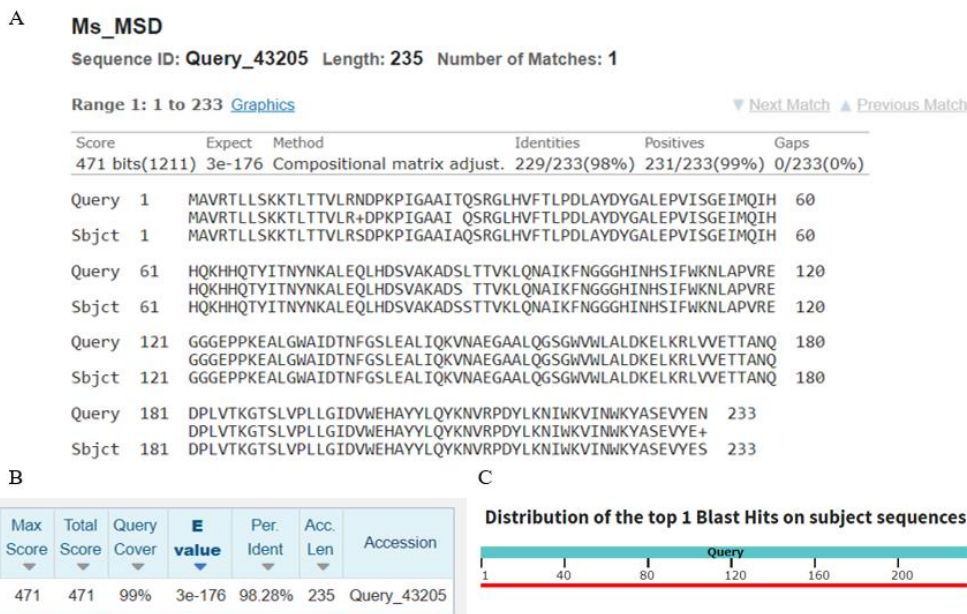 A
Ms_MSD
Sequence ID: Query_43205 Length: 235 Number of Matches: 1
Range 1: 1 to 233 Graphics
▼ Next Match ▲ Previous Match
Score Expect Method Identities Positives Gaps
471 bits(1211) 3e-176 Compositional matrix adjust. 229/233(98%) 231/233(99%) 0/233(0%)
Query 1 MAVRTLLSKKTLTTVLRNDPKPIGAAITQSRGLHVFTLPDLAYDYGALEPVISGEIMQIH 60
MAVRTLLSKKTLTTVLR+DPKPIGAAI QSRGLHVFTLPDLAYDYGALEPVISGEIMQIH
Sbjct 1 MAVRTLLSKKTLTTVLRSDPKPIGAAIAQSRGLHVFTLPDLAYDYGALEPVISGEIMQIH 60
Query 61 HQKHHQTYITNYNKALEQLHDSVAKADSLTTVKLQNAIKFNGGGHINHSIFWKNLAPVRE 120
HQKHHQTYITNYNKALEQLHDSVAKADS TTVKLQNAIKFNGGGHINHSIFWKNLAPVRE
Sbjct 61 HQKHHQTYITNYNKALEQLHDSVAKADSSTTVKLQNAIKFNGGGHINHSIFWKNLAPVRE 120
Query 121 GGGEPPKEALGWAIDTNFGSLEALIQKVNAEGAALQGSGWVWLALDKELKRLVVETTANQ 180
GGGEPPKEALGWAIDTNFGSLEALIQKVNAEGAALQGSGWVWLALDKELKRLVVETTANQ
Sbjct 121 GGGEPPKEALGWAIDTNFGSLEALIQKVNAEGAALQGSGWVWLALDKELKRLVVETTANQ 180
Query 181 DPLVTKGTSLVPLLGIDVWEHAYYLQYKNVRPDYLKNIWKVINWKYASEVYEN 233
DPLVTKGTSLVPLLGIDVWEHAYYLQYKNVRPDYLKNIWKVINWKYASEVYE+
Sbjct 181 DPLVTKGTSLVPLLGIDVWEHAYYLQYKNVRPDYLKNIWKVINWKYASEVYES 233
B
Max Score Total Score Query Cover E value Per. Ident Acc. Len Accession
471 471 99% 3e-176 98.28% 235 Query_43205
C
Distribution of the top 1 Blast Hits on subject sequences
Query
1 40 80 120 160 200